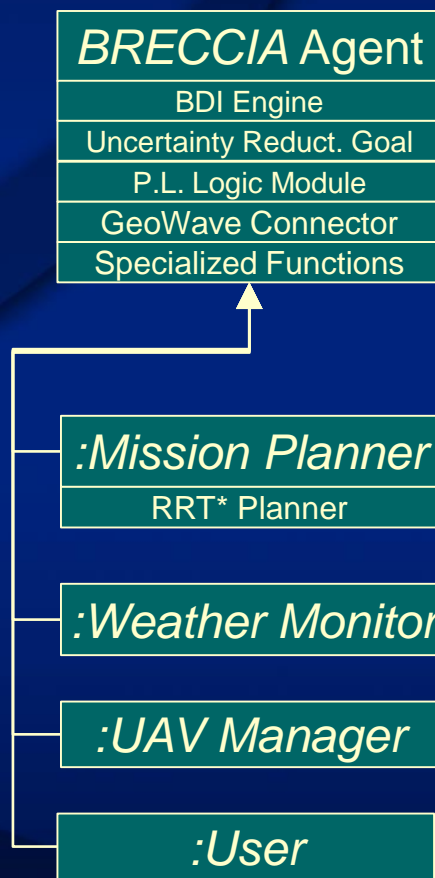 BRECCIA Agent
BDI Engine
Uncertainty Reduct. Goal
P.L. Logic Module
GeoWave Connector
Specialized Functions
:Mission Planner
RRT* Planner
:Weather Monitor
:UAV Manager
:User